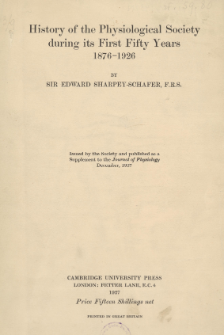 History of the Physiological Society
during its First Fifty Years
1876-1926
BY
SIR EDWARD SHARPEY-SCHAFER, F.R.S.
Issued by the Society and published as a
Supplement to the Journal of Physiology
December, 1927
CAMBRIDGE UNIVERSITY PRESS
LONDON: FETTER LANE, E.C. 4
1927
Price Fifteen Shillings net
PRINTED IN GREAT BRITAIN